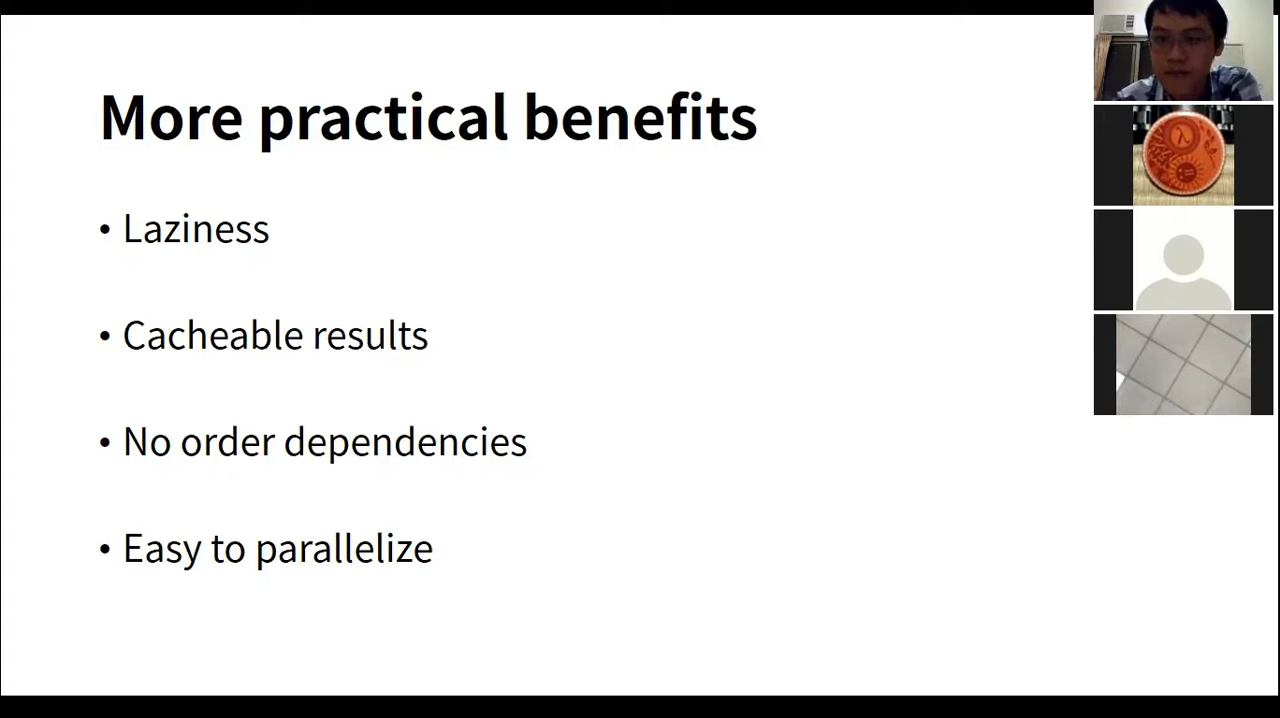 More practical benefits
• Laziness
• Cacheable results
• No order dependencies
• Easy to parallelize
λ